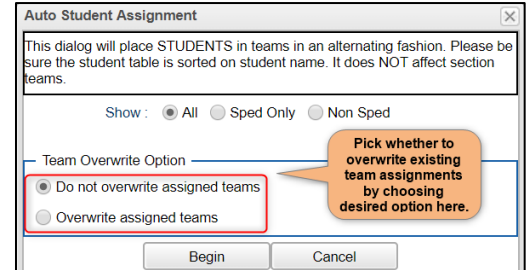 Auto Student Assignment
This dialog will place STUDENTS in teams in an alternating fashion. Please be
sure the student table is sorted on student name. It does NOT affect section
teams.
Show : All Sped Only Non Sped
Team Overwrite Option
Do not overwrite assigned teams
Overwrite assigned teams
Pick whether to
overwrite existing
team assignments
by choosing
desired option here.
Begin Cancel